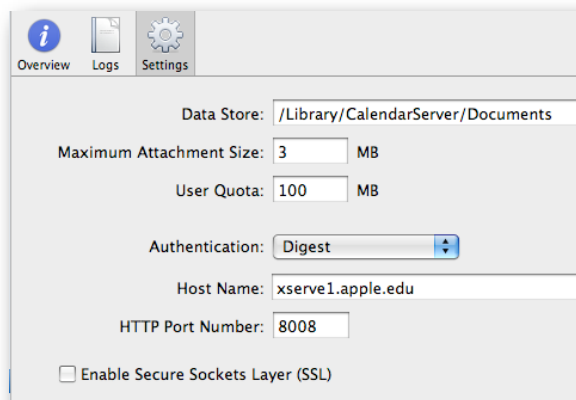 Overview Logs Settings
Data Store: /Library/CalendarServer/Documents
Maximum Attachment Size: 3 MB
User Quota: 100 MB
Authentication: Digest
Host Name: xserve1.apple.edu
HTTP Port Number: 8008
Enable Secure Sockets Layer (SSL)